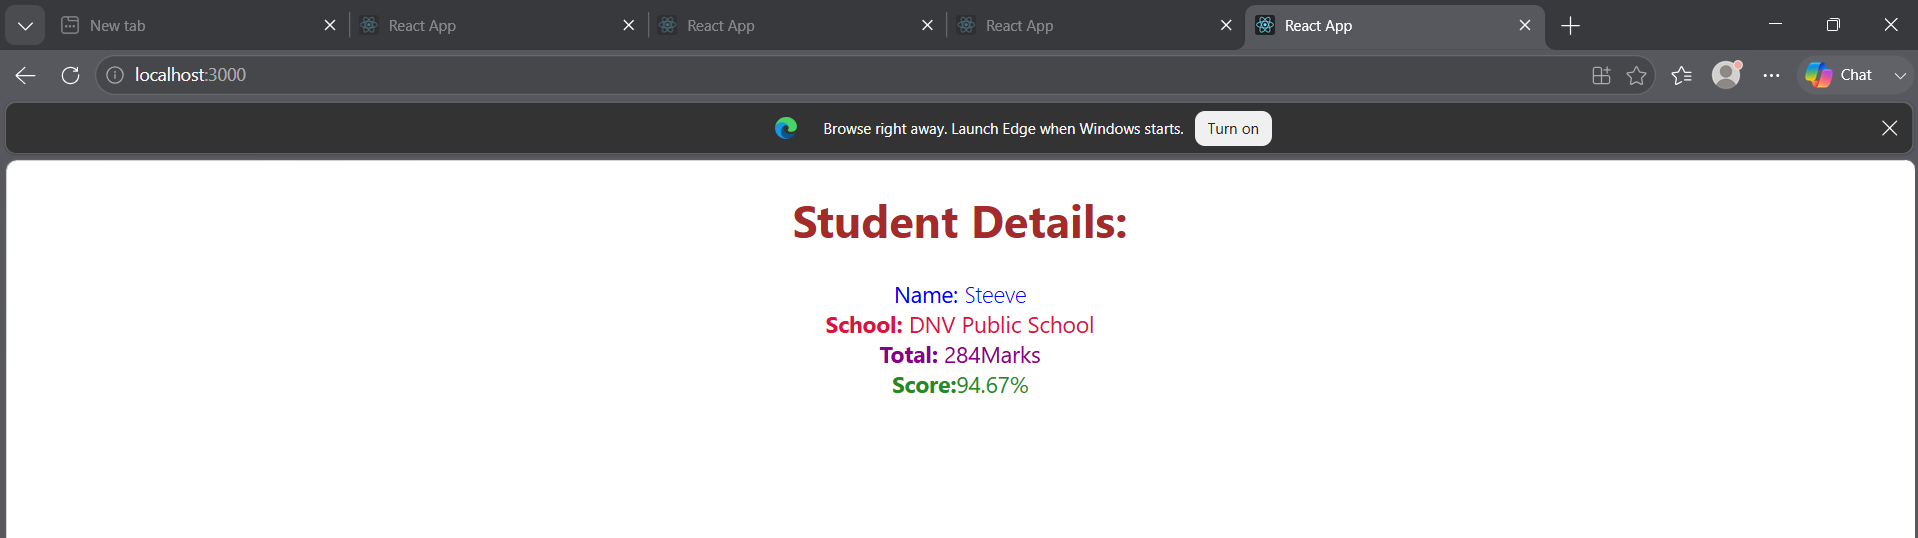 New tab
React App
React App
React App
React App
localhost:3000
Chat
Browse right away. Launch Edge when Windows starts.
Turn on
Student Details:
Name: Steeve
School: DNV Public School
Total: 284Marks
Score:94.67%